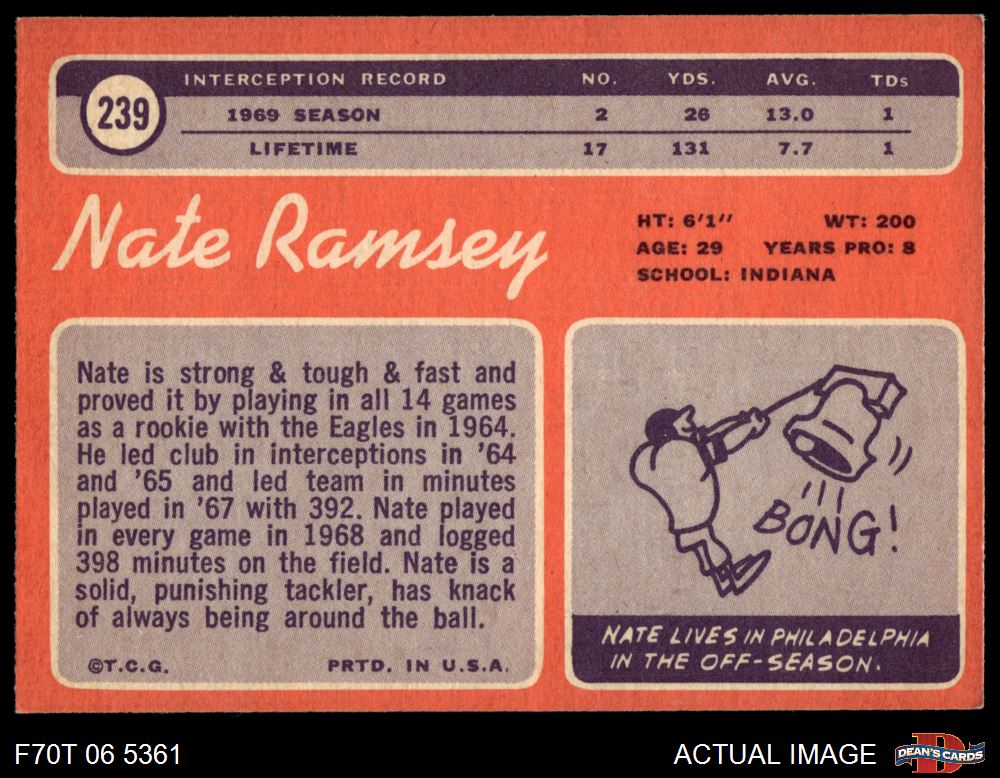 239
INTERCEPTION RECORD NO. YDS. AVG. TDs
1969 SEASON 2 26 13.0 1
LIFETIME 17 131 7.7 1
Nate Ramsey
HT: 6'1" WT: 200
AGE: 29 YEARS PRO: 8
SCHOOL: INDIANA
Nate is strong & tough & fast and
proved it by playing in all 14 games
as a rookie with the Eagles in 1964.
He led club in interceptions in '64
and '65 and led team in minutes
played in '67 with 392. Nate played
in every game in 1968 and logged
398 minutes on the field. Nate is a
solid, punishing tackler, has knack
of always being around the ball.
©T.C.G. PRTD. IN U.S.A.
BONG!
NATE LIVES IN PHILADELPHIA
IN THE OFF-SEASON.
F70T 06 5361 ACTUAL IMAGE DEAN'S CARDS